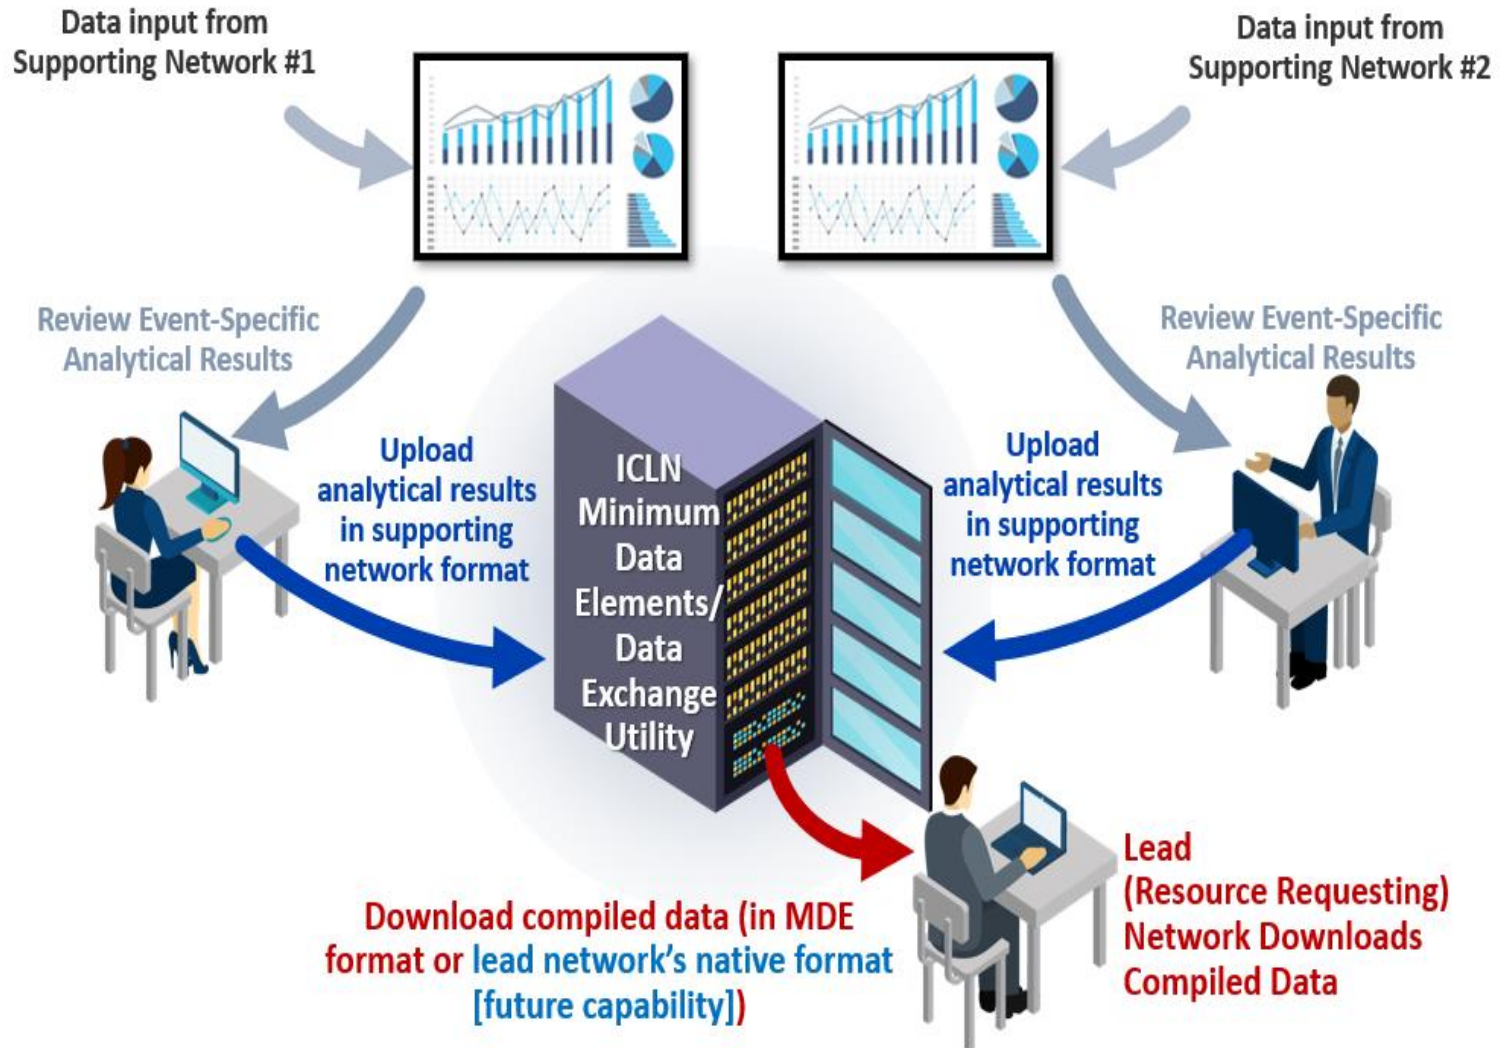 Data input from
Supporting Network #1
Data input from
Supporting Network #2
Review Event-Specific
Analytical Results
Review Event-Specific
Analytical Results
Upload
analytical results
in supporting
network format
ICLN
Minimum
Data
Elements/
Data
Exchange
Utility
Upload
analytical results
in supporting
network format
Download compiled data (in MDE
format or lead network's native format
[future capability])
Lead
(Resource Requesting)
Network Downloads
Compiled Data